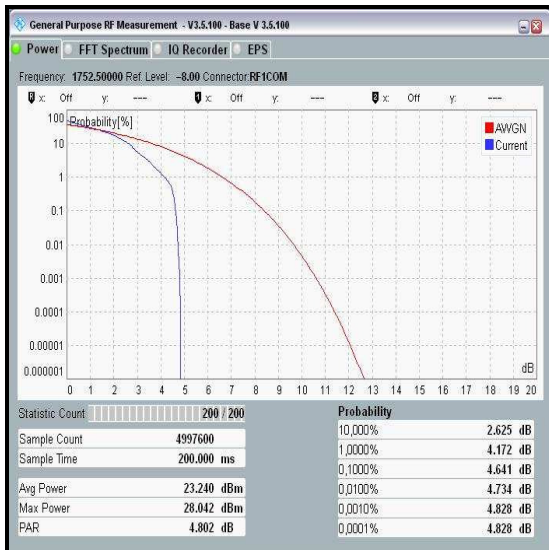 General Purpose RF Measurement - V3.5.100 - Base V 3.5.100
Power FFT Spectrum IQ Recorder EPS
Frequency: 1752.50000 Ref. Level: -8.00 Connector: RF1COM
x: Off y: --- 1 x: Off y: --- 2 x: Off y: ---
Probability[%]
AWGN
Current
100
10
1
0.1
0.01
0.001
0.0001
0.00001
0.000001
dB
0 1 2 3 4 5 6 7 8 9 10 11 12 13 14 15 16 17 18 19 20
Statistic Count 200 / 200
Sample Count 4997600
Sample Time 200.000 ms
Avg Power 23.240 dBm
Max Power 28.042 dBm
PAR 4.802 dB
Probability
10,000% 2.625 dB
1,0000% 4.172 dB
0,1000% 4.641 dB
0,0100% 4.734 dB
0,0010% 4.828 dB
0,0001% 4.828 dB